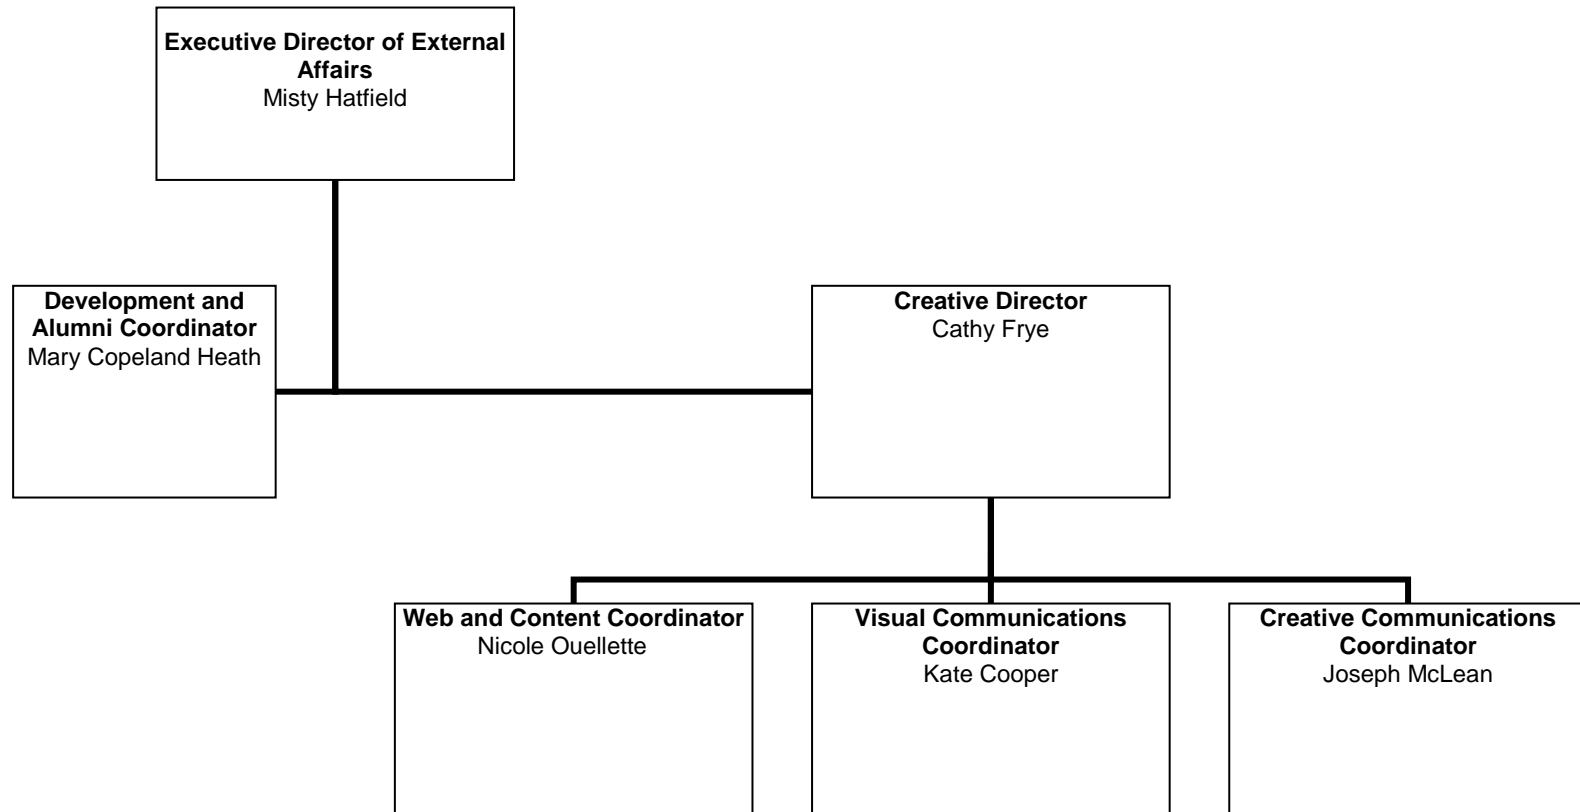 Executive Director of External
Affairs
Misty Hatfield
Development and
Alumni Coordinator
Mary Copeland Heath
Creative Director
Cathy Frye
Web and Content Coordinator
Nicole Ouellette
Visual Communications
Coordinator
Kate Cooper
Creative Communications
Coordinator
Joseph McLean